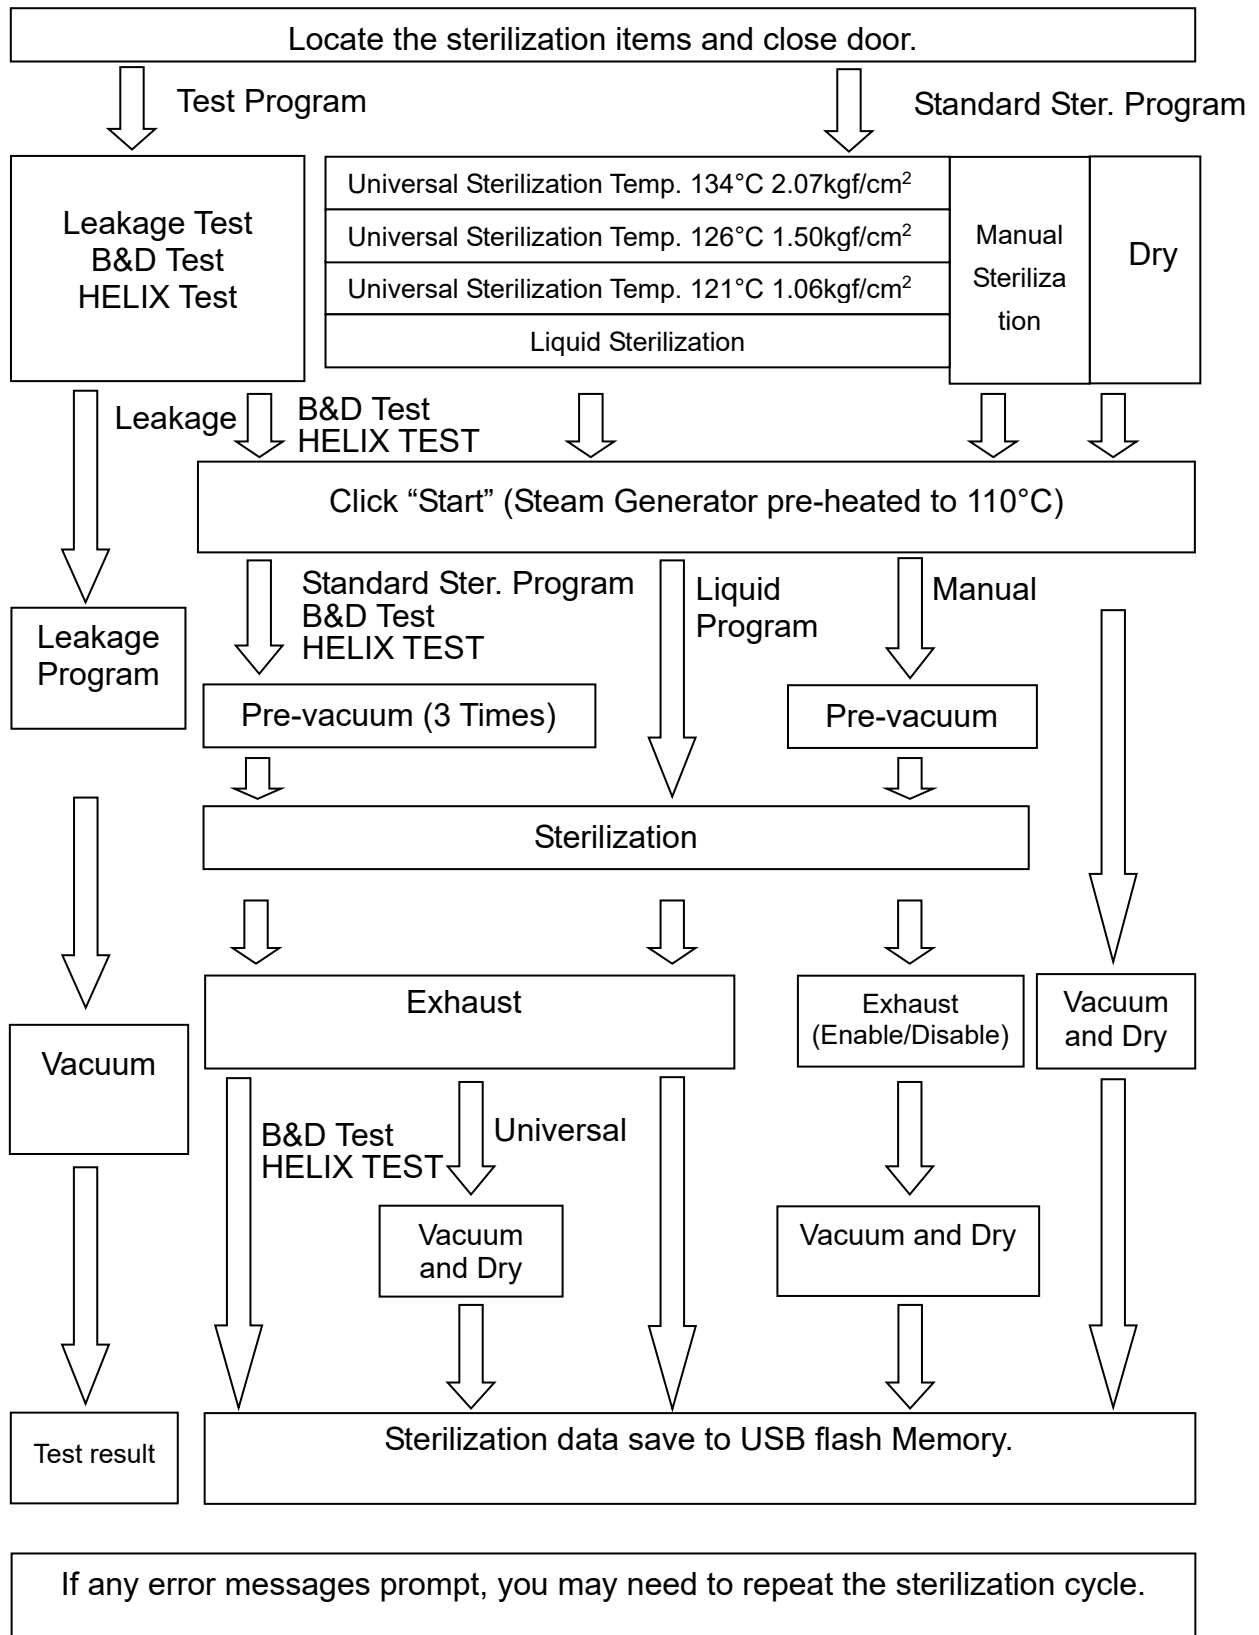 Locate the sterilization items and close door.
Test Program
Standard Ster. Program
Leakage Test
B&D Test
HELIX Test
Universal Sterilization Temp. 134°C 2.07kgf/cm²
Universal Sterilization Temp. 126°C 1.50kgf/cm²
Universal Sterilization Temp. 121°C 1.06kgf/cm²
Liquid Sterilization
Manual
Steriliza
tion
Dry
Leakage
B&D Test
HELIX TEST
Click “Start” (Steam Generator pre-heated to 110°C)
Standard Ster. Program
B&D Test
HELIX TEST
Liquid
Program
Manual
Leakage
Program
Pre-vacuum (3 Times)
Pre-vacuum
Sterilization
Exhaust
Exhaust
(Enable/Disable)
Vacuum
and Dry
Vacuum
B&D Test
HELIX TEST
Universal
Vacuum
and Dry
Vacuum and Dry
Test result
Sterilization data save to USB flash Memory.
If any error messages prompt, you may need to repeat the sterilization cycle.